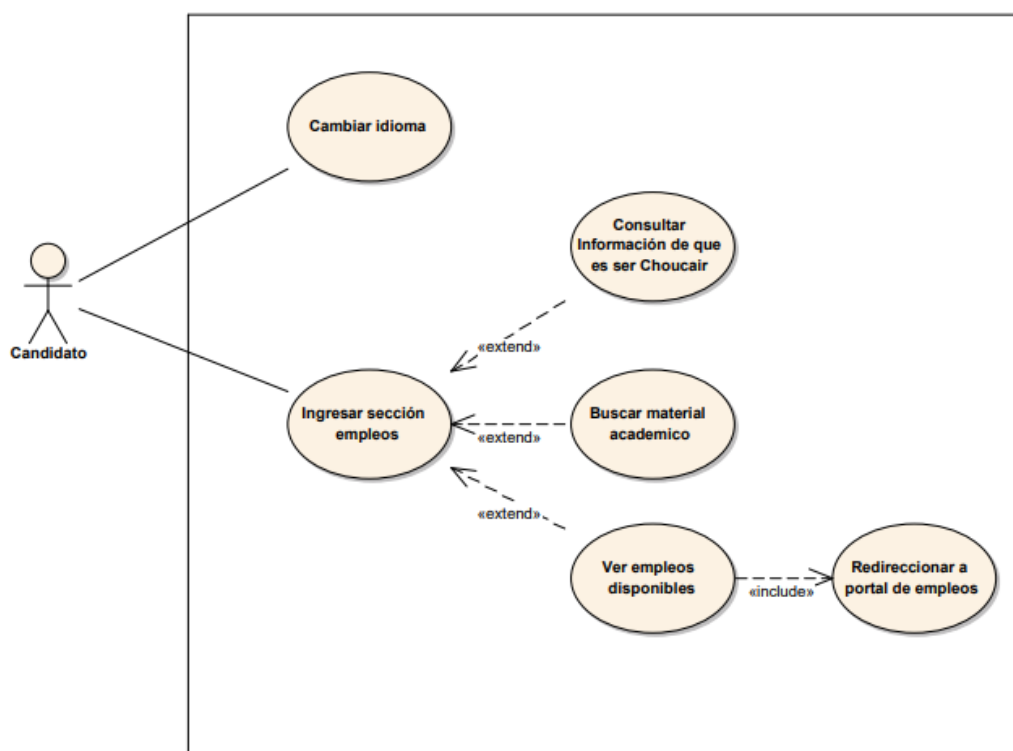 Cambiar idioma
Consultar
Información de que
es ser Choucair
Candidato
«extend»
Ingresar sección
empleos
«extend»
Buscar material
academico
«extend»
Ver empleos
disponibles
«include»
Redireccionar a
portal de empleos